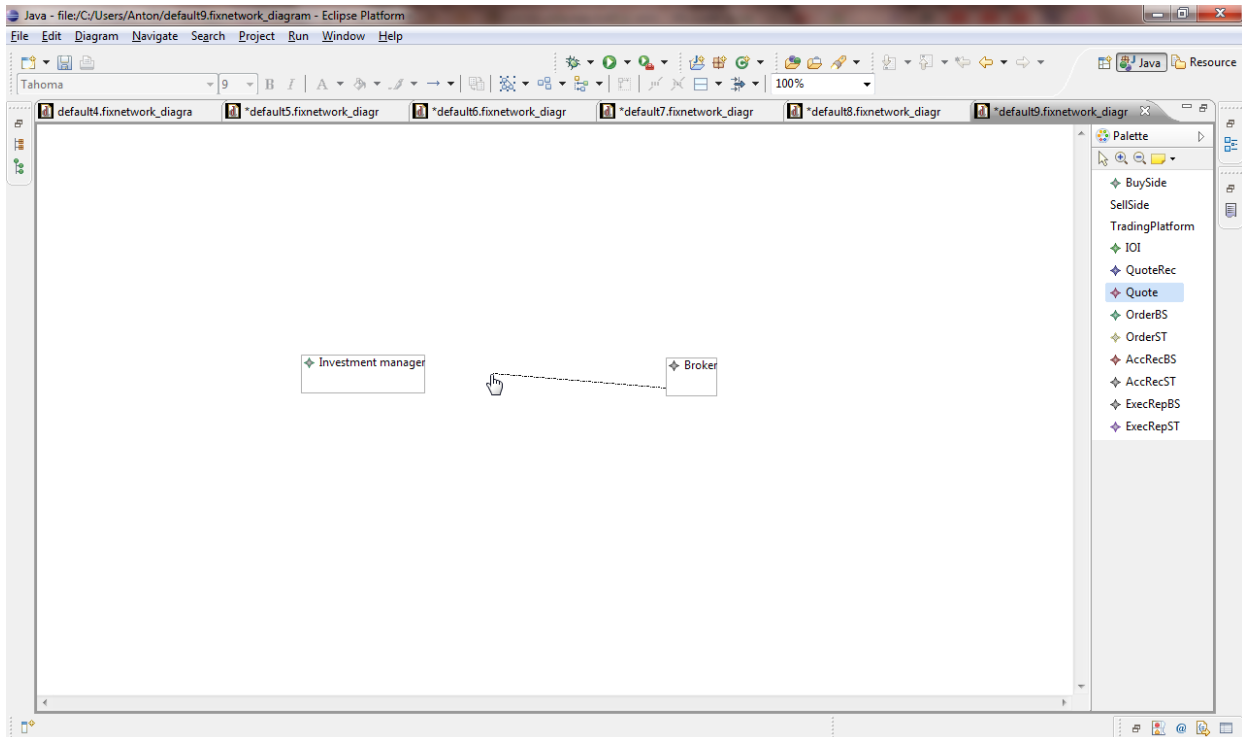 Java - file:/C:/Users/Anton/default9.fixnetwork_diagram - Eclipse Platform
File Edit Diagram Navigate Search Project Run Window Help
Java Resource
Tahoma 9 B I A 100%
default4.fixnetwork_diagra *default5.fixnetwork_diagr *default6.fixnetwork_diagr *default7.fixnetwork_diagr *default8.fixnetwork_diagr *default9.fixnetwork_diagr
Palette
BuySide
SellSide
TradingPlatform
IOI
QuoteRec
Quote
OrderBS
OrderST
AccRecBS
AccRecST
ExecRepBS
ExecRepST
Investment manager
Broker